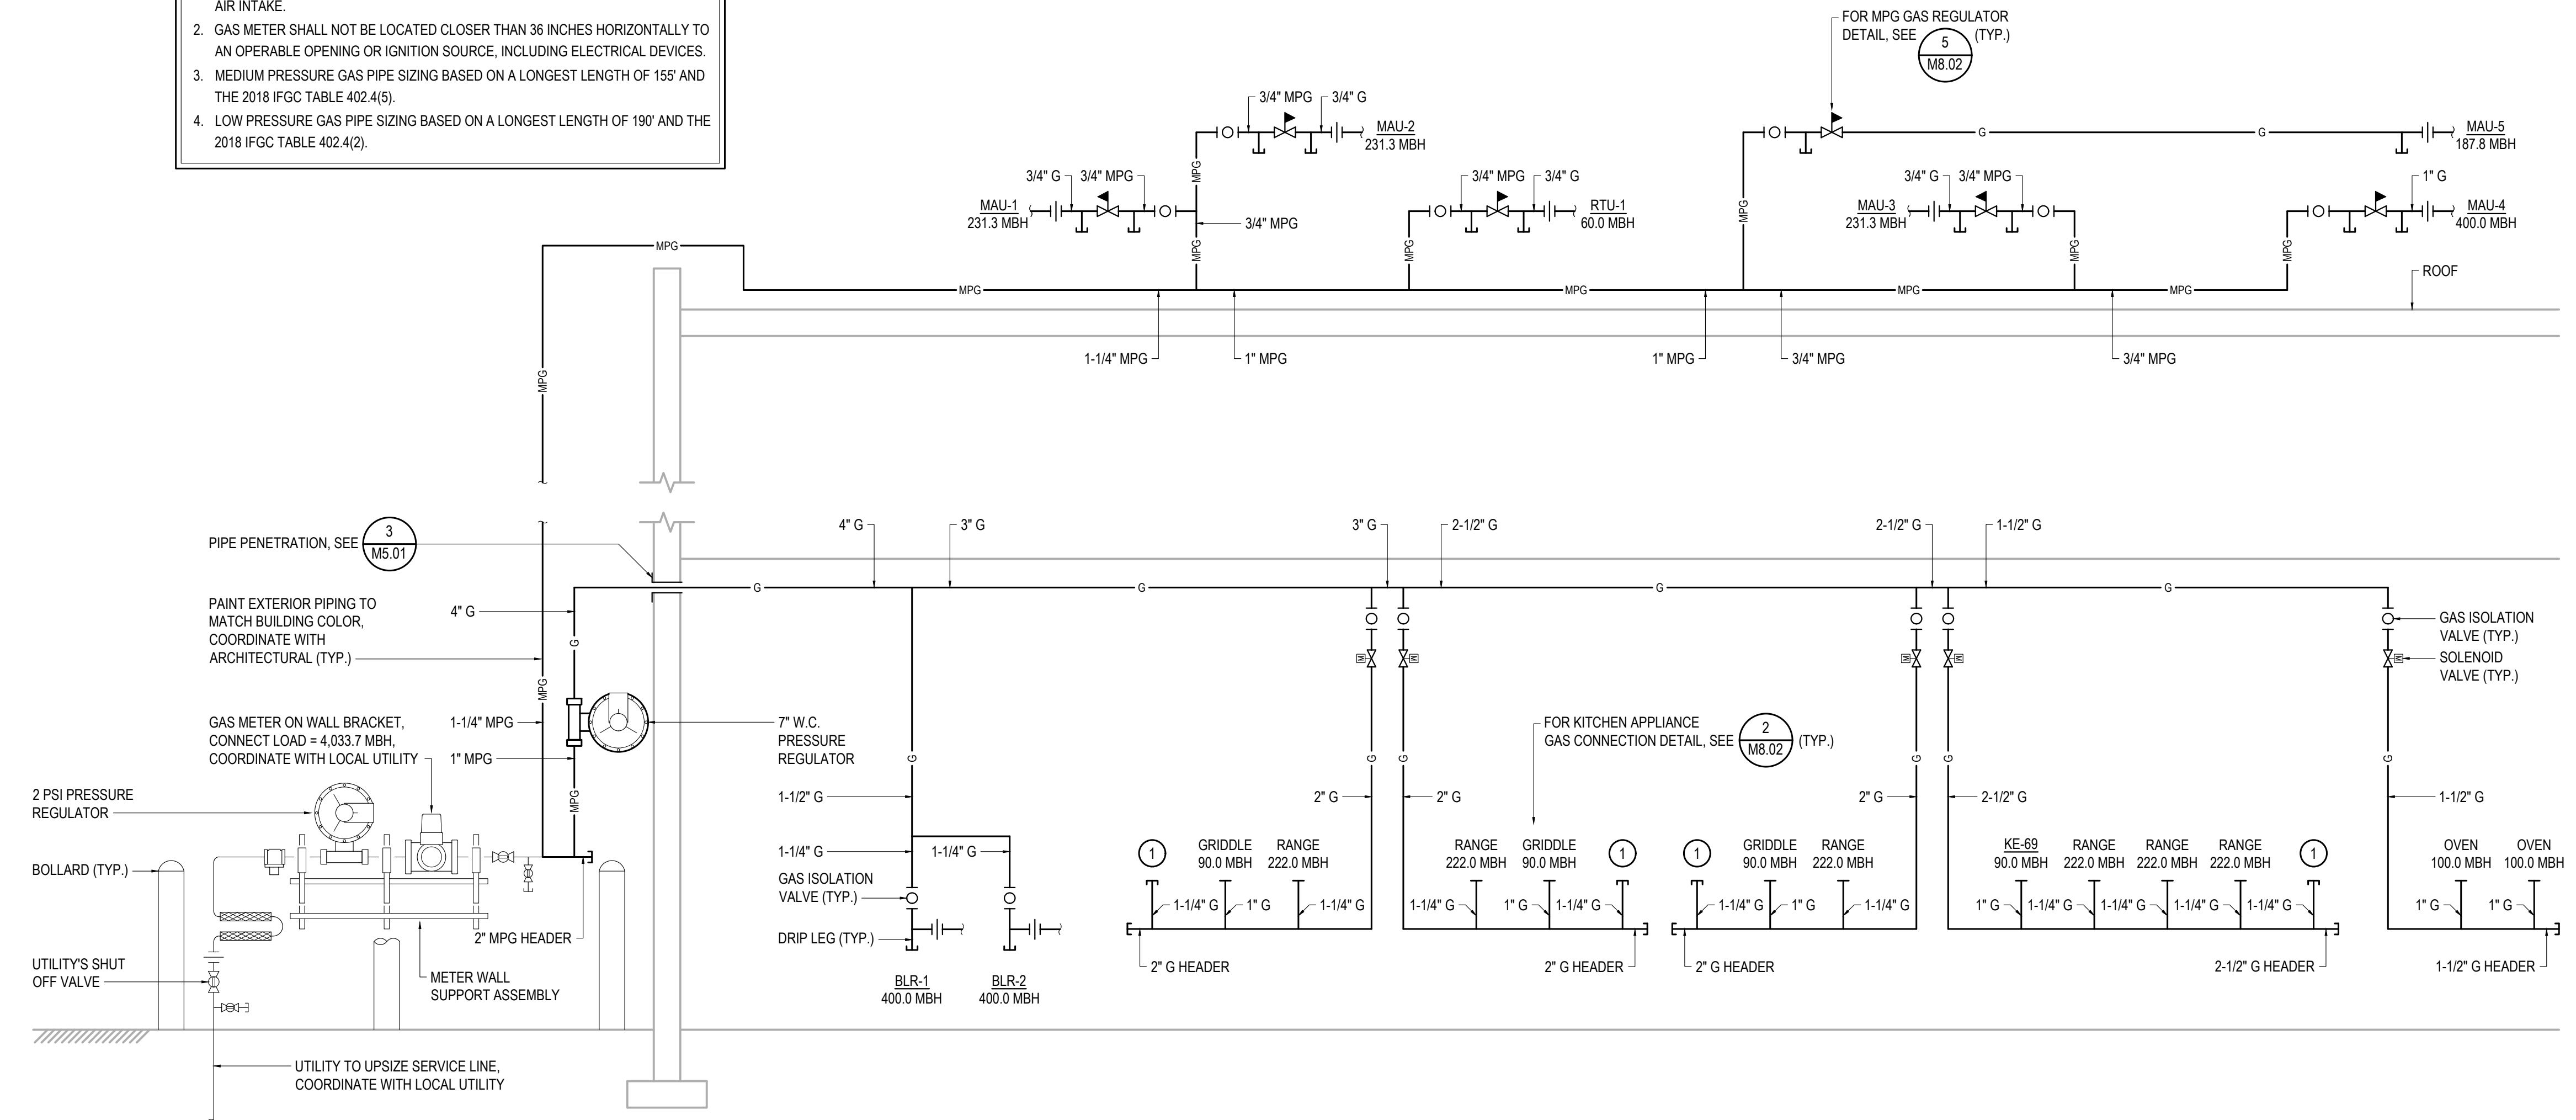 AIR INTAKE.
2. GAS METER SHALL NOT BE LOCATED CLOSER THAN 36 INCHES HORIZONTALLY TO
AN OPERABLE OPENING OR IGNITION SOURCE, INCLUDING ELECTRICAL DEVICES.
3. MEDIUM PRESSURE GAS PIPE SIZING BASED ON A LONGEST LENGTH OF 155' AND
THE 2018 IFGC TABLE 402.4(5).
4. LOW PRESSURE GAS PIPE SIZING BASED ON A LONGEST LENGTH OF 190' AND THE
2018 IFGC TABLE 402.4(2).
FOR MPG GAS REGULATOR
DETAIL, SEE 5 (TYP.)
M8.02
3/4" MPG 3/4" G
MAU-2
231.3 MBH
MPG
3/4" G 3/4" MPG
MAU-1
231.3 MBH
3/4" MPG
MPG
3/4" MPG 3/4" G
RTU-1
60.0 MBH
MPG
G G
MAU-5
187.8 MBH
MPG
3/4" G 3/4" MPG
MAU-3
231.3 MBH
MPG
1" G
MAU-4
400.0 MBH
MPG
ROOF
MPG
MPG MPG MPG MPG
1-1/4" MPG 1" MPG 1" MPG 3/4" MPG 3/4" MPG
MPG
3
M5.01
PIPE PENETRATION, SEE
4" G 3" G 3" G 2-1/2" G 2-1/2" G 1-1/2" G
G G G G
PAINT EXTERIOR PIPING TO
MATCH BUILDING COLOR,
COORDINATE WITH
ARCHITECTURAL (TYP.)
4" G
G
MPG
GAS ISOLATION
VALVE (TYP.)
SOLENOID
VALVE (TYP.)
M M M M M
GAS METER ON WALL BRACKET,
CONNECT LOAD = 4,033.7 MBH,
COORDINATE WITH LOCAL UTILITY
1-1/4" MPG
1" MPG
MPG
7" W.C.
PRESSURE
REGULATOR
FOR KITCHEN APPLIANCE
GAS CONNECTION DETAIL, SEE 2 (TYP.)
M8.02
G G G G G G
2 PSI PRESSURE
REGULATOR
BOLLARD (TYP.)
2" MPG HEADER
UTILITY'S SHUT
OFF VALVE
METER WALL
SUPPORT ASSEMBLY
UTILITY TO UPSIZE SERVICE LINE,
COORDINATE WITH LOCAL UTILITY
1-1/2" G
1-1/4" G 1-1/4" G
GAS ISOLATION
VALVE (TYP.)
DRIP LEG (TYP.)
BLR-1
400.0 MBH
BLR-2
400.0 MBH
2" G 2" G 2" G 2-1/2" G 1-1/2" G
1
GRIDDLE
90.0 MBH
RANGE
222.0 MBH
1-1/4" G 1" G 1-1/4" G
2" G HEADER
RANGE
222.0 MBH
GRIDDLE
90.0 MBH
1
1-1/4" G 1" G 1-1/4" G
2" G HEADER
1
GRIDDLE
90.0 MBH
RANGE
222.0 MBH
1-1/4" G 1" G 1-1/4" G
2" G HEADER
KE-69
90.0 MBH
RANGE
222.0 MBH
RANGE
222.0 MBH
RANGE
222.0 MBH
1
1" G 1-1/4" G 1-1/4" G 1-1/4" G 1-1/4" G
2-1/2" G HEADER
OVEN
100.0 MBH
OVEN
100.0 MBH
1" G 1" G
1-1/2" G HEADER